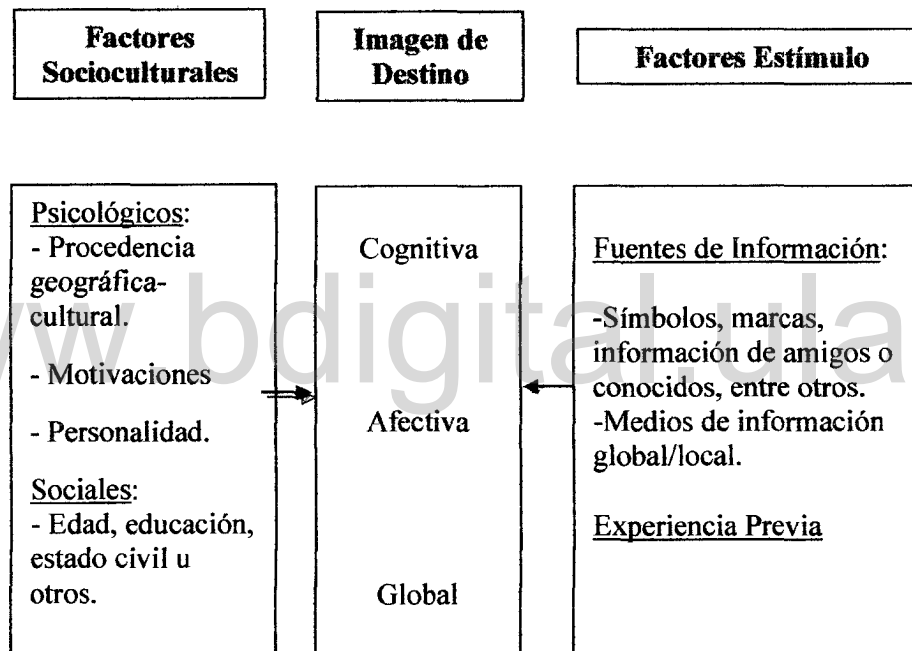 Factores
Socioculturales
Imagen de
Destino
Factores Estímulo
Psicológicos:
- Procedencia
geográfica-
cultural.
- Motivaciones
- Personalidad.
Sociales:
- Edad, educación,
estado civil u
otros.
Cognitiva
Afectiva
Global
Fuentes de Información:
-Símbolos, marcas,
información de amigos o
conocidos, entre otros.
-Medios de información
global/local.
Experiencia Previa
www.bdigital.ula